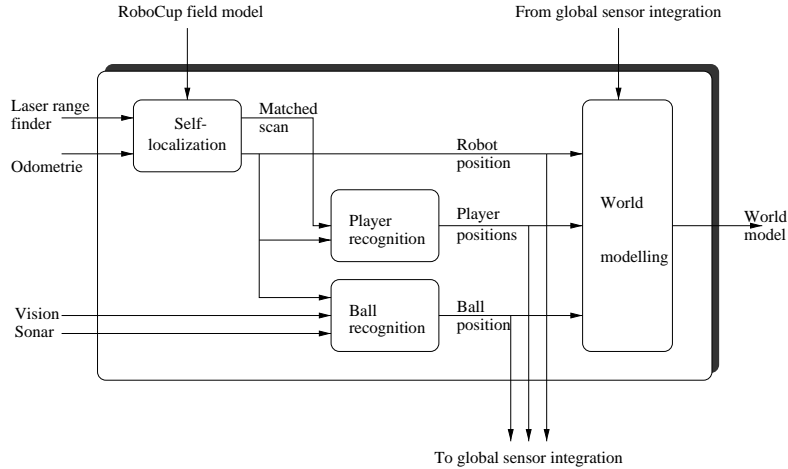 RoboCup field model
From global sensor integration
Laser range
finder
Odometrie
Self-
localization
Matched
scan
Robot
position
Player
recognition
Player
positions
World
modelling
World
model
Vision
Sonar
Ball
recognition
Ball
position
To global sensor integration